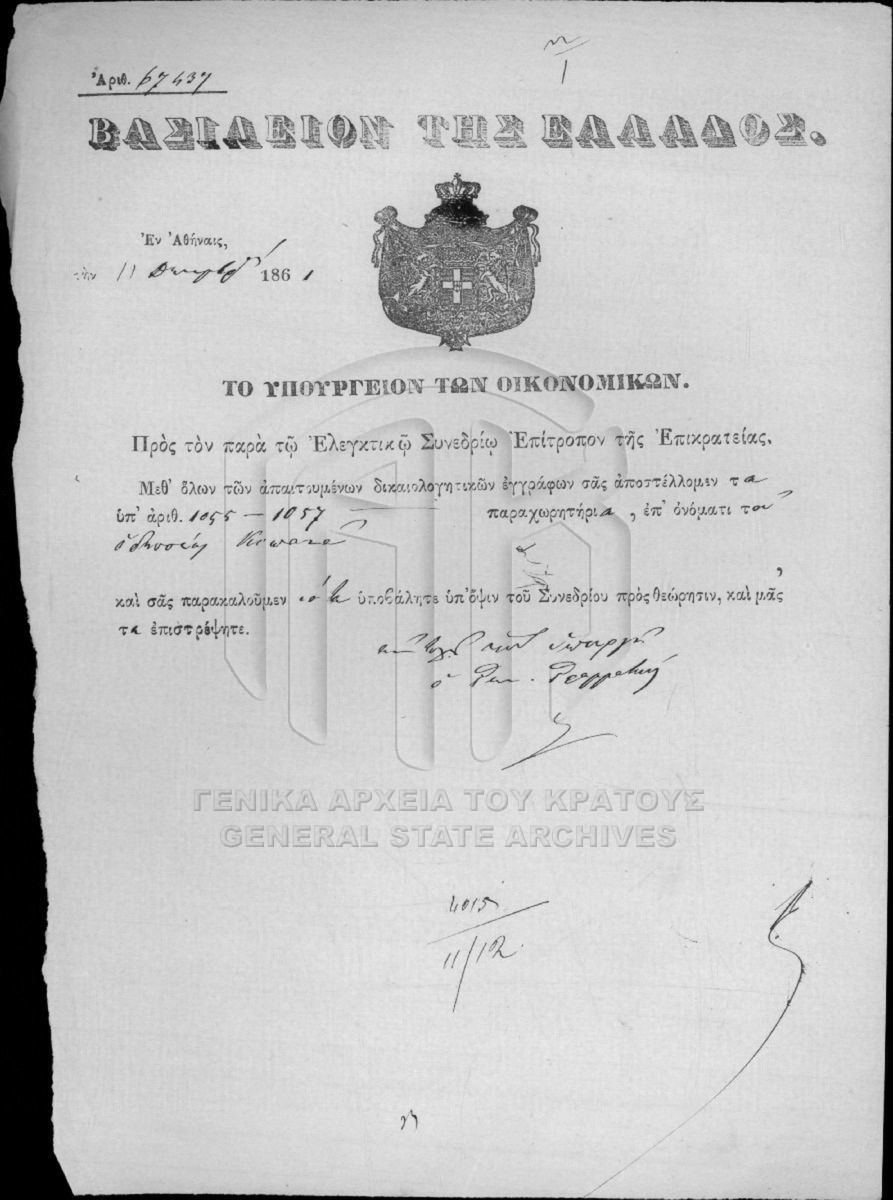 Ἀριθ. 67437
ΒΑΣΙΛΕΙΟΝ ΤΗΣ ΕΛΛΑΔΟΣ.
Ἐν Ἀθήναις,
τὴν 11 1861
ΤΟ ΥΠΟΥΡΓΕΙΟΝ ΤΩΝ ΟΙΚΟΝΟΜΙΚΩΝ.
Πρὸς τὸν παρὰ τῷ Ἐλεγκτικῷ Συνεδρίῳ Ἐπίτροπον τῆς Ἐπικρατείας.
Μεθ' ὅλων τῶν ἀπαιτουμένων δικαιολογητικῶν ἐγγράφων σᾶς ἀποστέλλομεν τα
ὑπ' ἀριθ. 1055 — 1057 παραχωρητήρια, ἐπ' ὀνόματι τοῦ
καὶ σᾶς παρακαλοῦμεν ὑποβάλητε ὑπ' ὄψιν τοῦ Συνεδρίου πρὸς θεώρησιν, καὶ μᾶς
τα ἐπιστρέψητε.
ΓΕΝΙΚΑ ΑΡΧΕΙΑ ΤΟΥ ΚΡΑΤΟΥΣ
GENERAL STATE ARCHIVES
4015
11/12